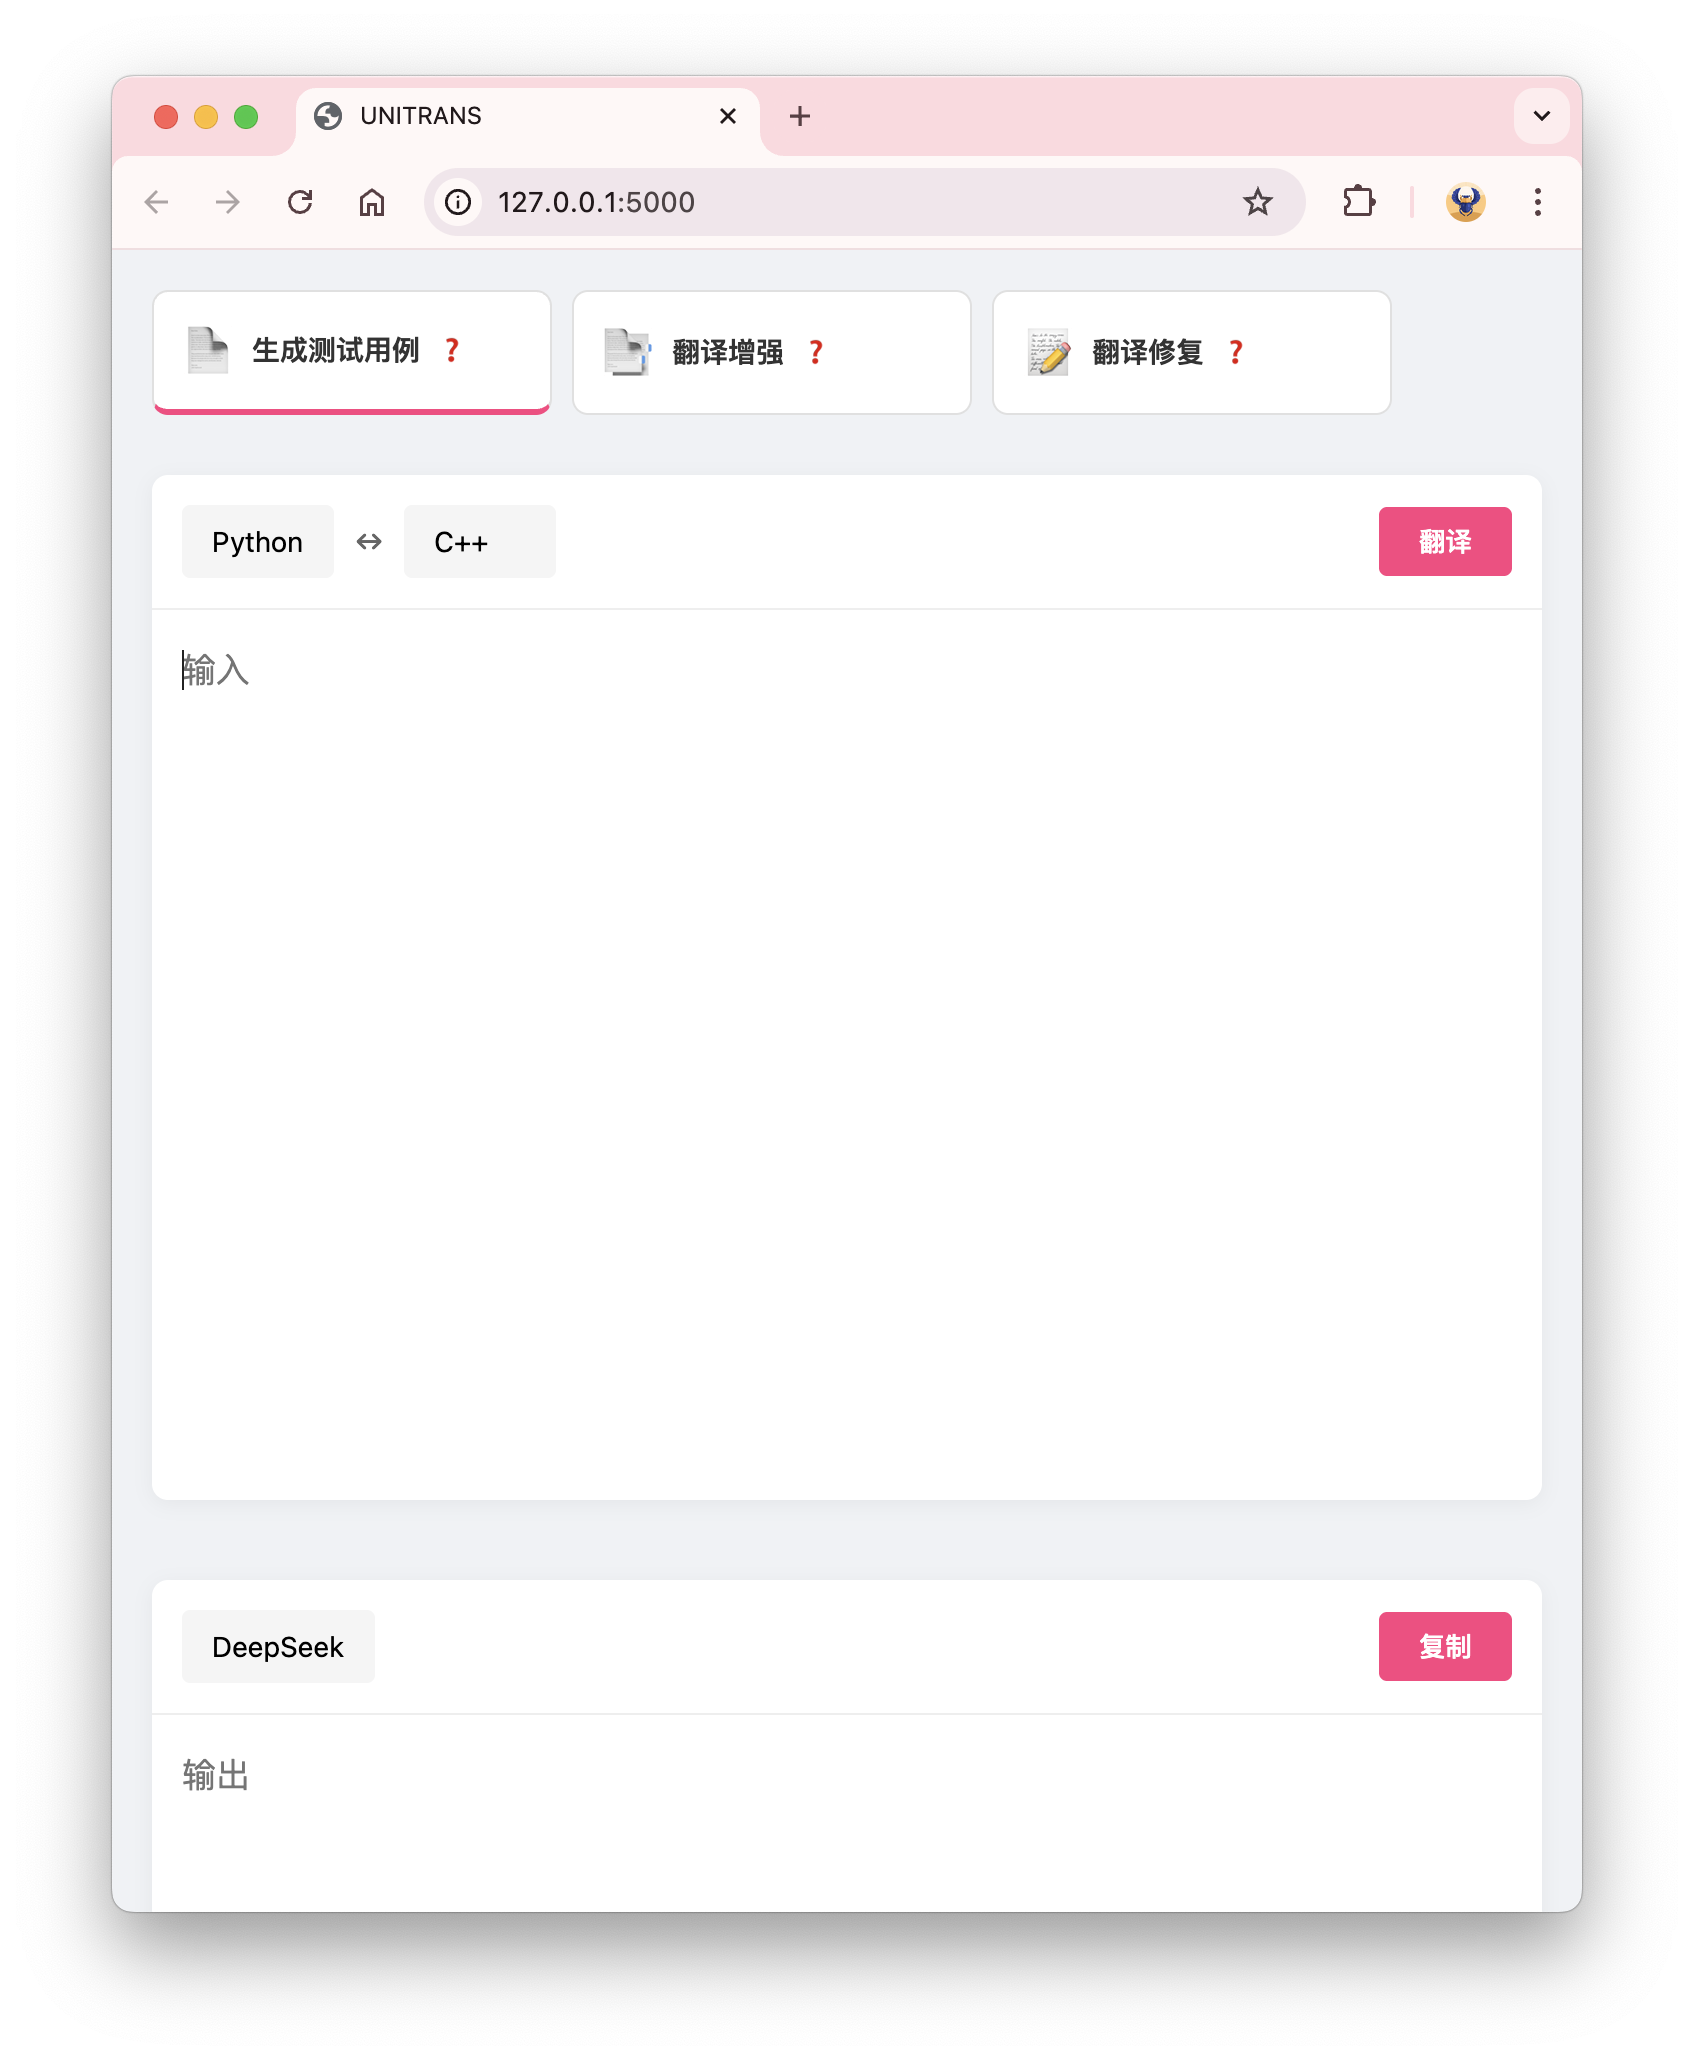 UNITRANS
127.0.0.1:5000
生成测试用例 ❓
翻译增强 ❓
翻译修复 ❓
Python ↔ C++
翻译
输入
DeepSeek
复制
输出